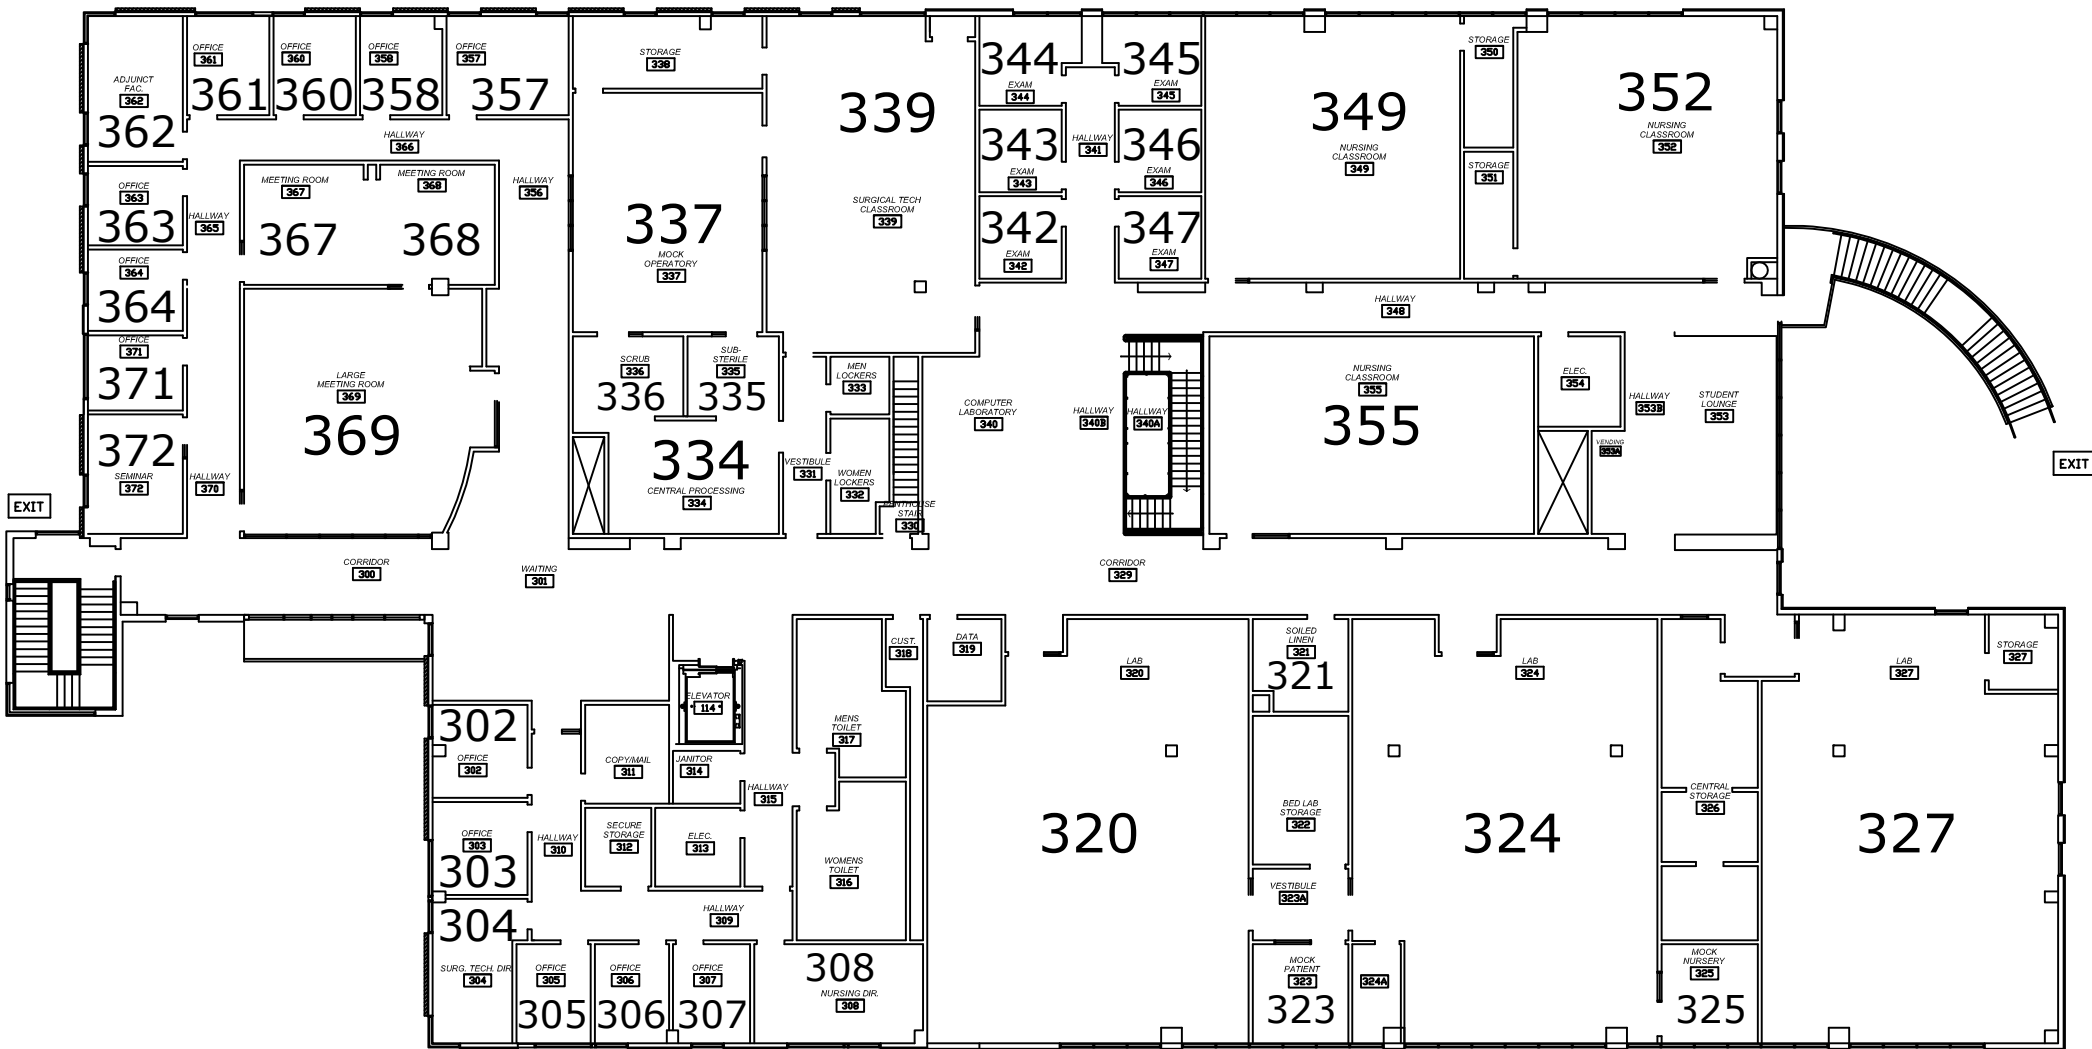 OFFICE
361
361
OFFICE
360
360
OFFICE
358
358
OFFICE
357
357
ADJUNCT
FAC.
362
362
HALLWAY
366
OFFICE
363
363
HALLWAY
365
OFFICE
364
364
OFFICE
371
371
372
SEMINAR
372
HALLWAY
370
EXIT
MEETING ROOM
367
367
MEETING ROOM
368
368
HALLWAY
356
LARGE
MEETING ROOM
369
369
STORAGE
338
337
MOCK
OPERATORY
337
SCRUB
336
336
SUB-
STERILE
335
335
334
CENTRAL PROCESSING
334
339
SURGICAL TECH
CLASSROOM
339
MEN
LOCKERS
333
VESTIBULE
331
WOMEN
LOCKERS
332
PENTHOUSE
STAIR
330
344
EXAM
344
345
EXAM
345
343
EXAM
343
HALLWAY
341
346
EXAM
346
342
EXAM
342
347
EXAM
347
349
NURSING
CLASSROOM
349
STORAGE
350
STORAGE
351
352
NURSING
CLASSROOM
352
HALLWAY
348
COMPUTER
LABORATORY
340
HALLWAY
340B
HALLWAY
340A
NURSING
CLASSROOM
355
355
ELEC.
354
HALLWAY
353B
STUDENT
LOUNGE
353
VENDING
353A
EXIT
CORRIDOR
300
WAITING
301
CORRIDOR
329
302
OFFICE
302
OFFICE
303
303
304
SURG. TECH. DIR.
304
OFFICE
305
305
OFFICE
306
306
OFFICE
307
307
308
NURSING DIR.
308
HALLWAY
309
HALLWAY
310
COPY/MAIL
311
SECURE
STORAGE
312
ELEC.
313
JANITOR
314
ELEVATOR
114
HALLWAY
315
MENS
TOILET
317
WOMENS
TOILET
316
CUST.
318
DATA
319
LAB
320
320
SOILED
LINEN
321
321
BED LAB
STORAGE
322
VESTIBULE
323A
MOCK
PATIENT
323
323
324A
LAB
324
324
CENTRAL
STORAGE
326
MOCK
NURSERY
325
325
LAB
327
STORAGE
327
327